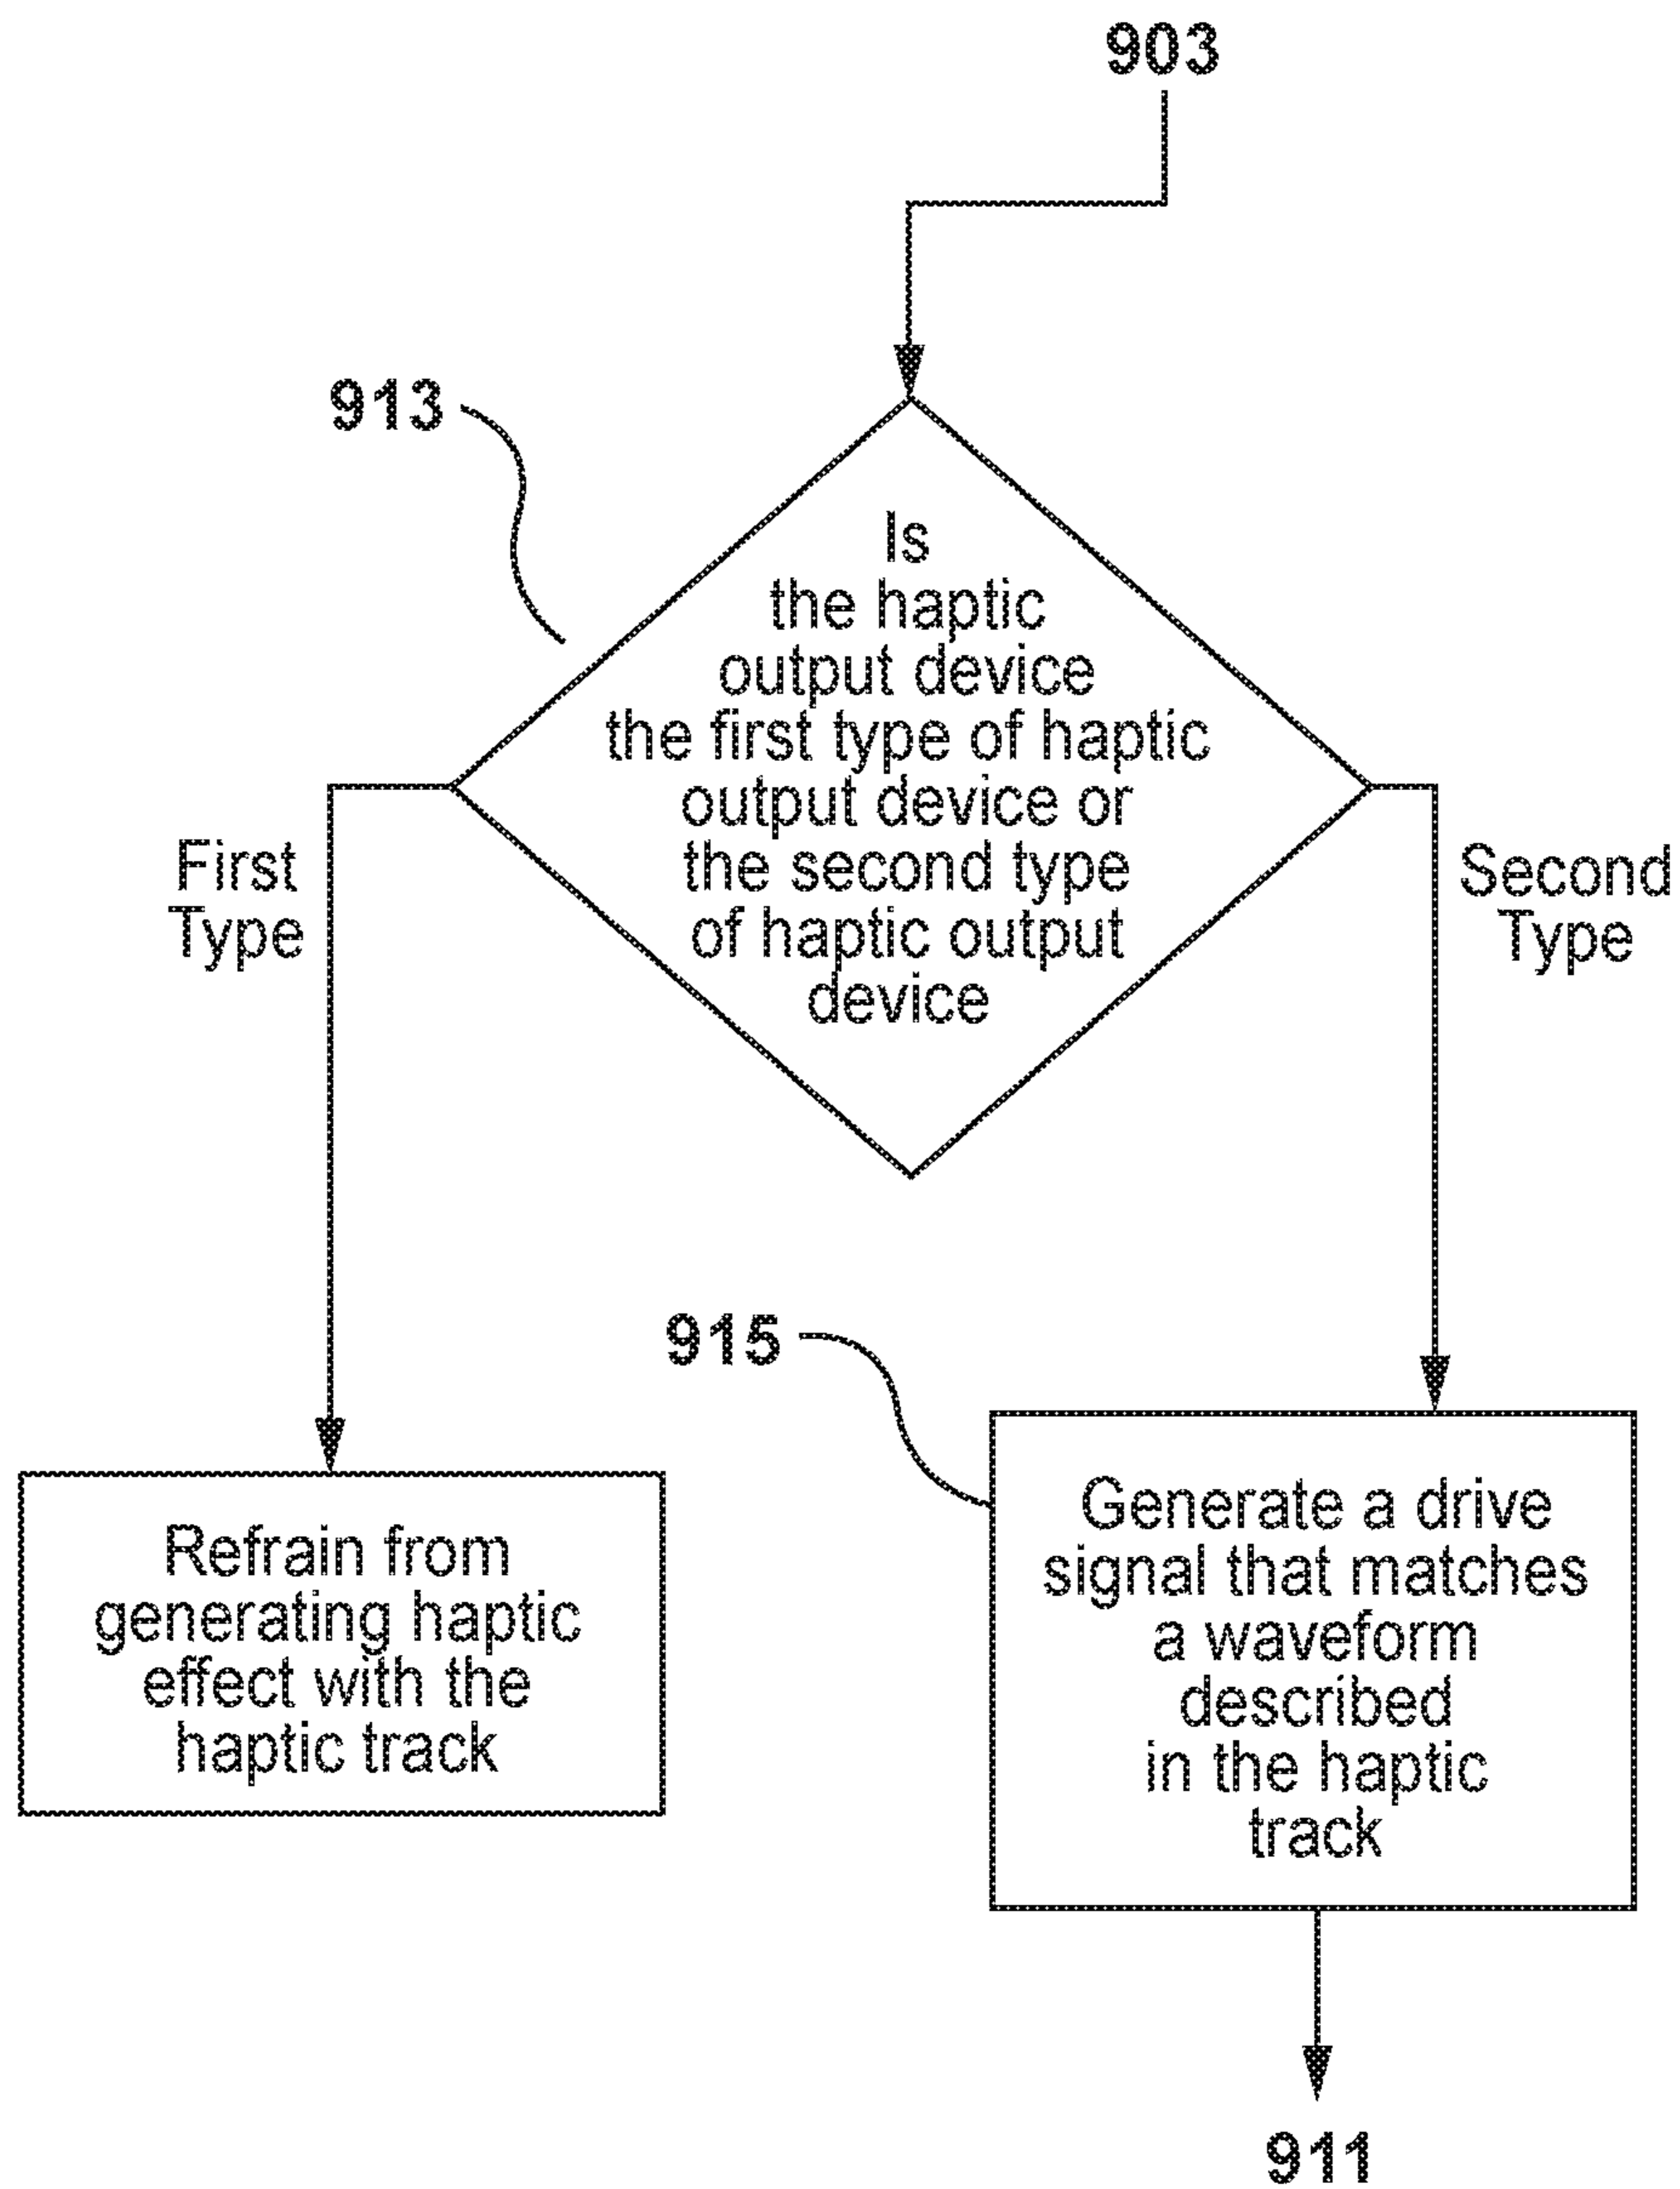 903
913
Is
the haptic
output device
the first type of haptic
output device or
the second type
of haptic output
device
First
Type
Second
Type
915
Refrain from
generating haptic
effect with the
haptic track
Generate a drive
signal that matches
a waveform
described
in the haptic
track
911